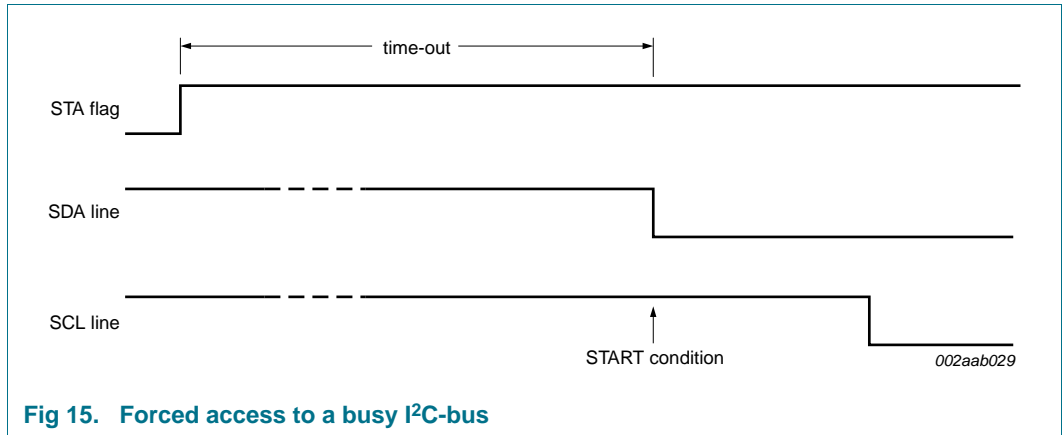 time-out
STA flag
SDA line
SCL line
START condition
002aab029
Fig 15. Forced access to a busy I²C-bus